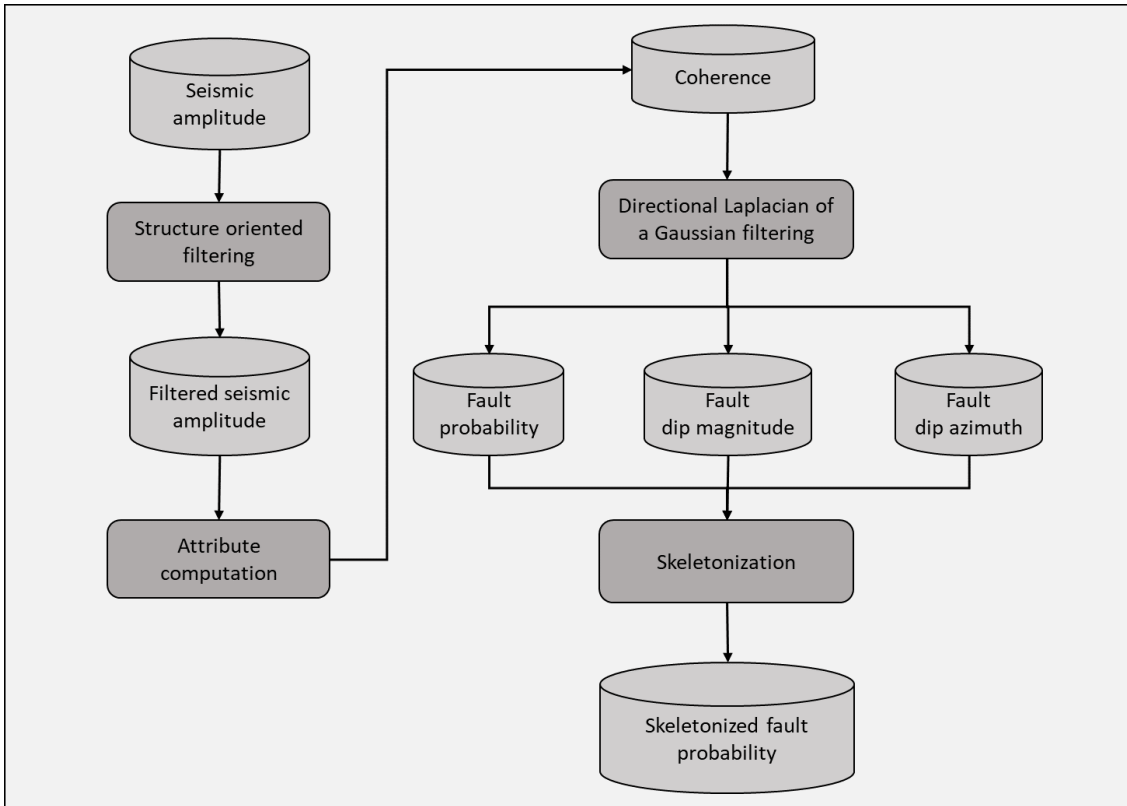 Seismic
amplitude
Structure oriented
filtering
Filtered seismic
amplitude
Attribute
computation
Coherence
Directional Laplacian of
a Gaussian filtering
Fault
probability
Fault
dip magnitude
Fault
dip azimuth
Skeletonization
Skeletonized fault
probability